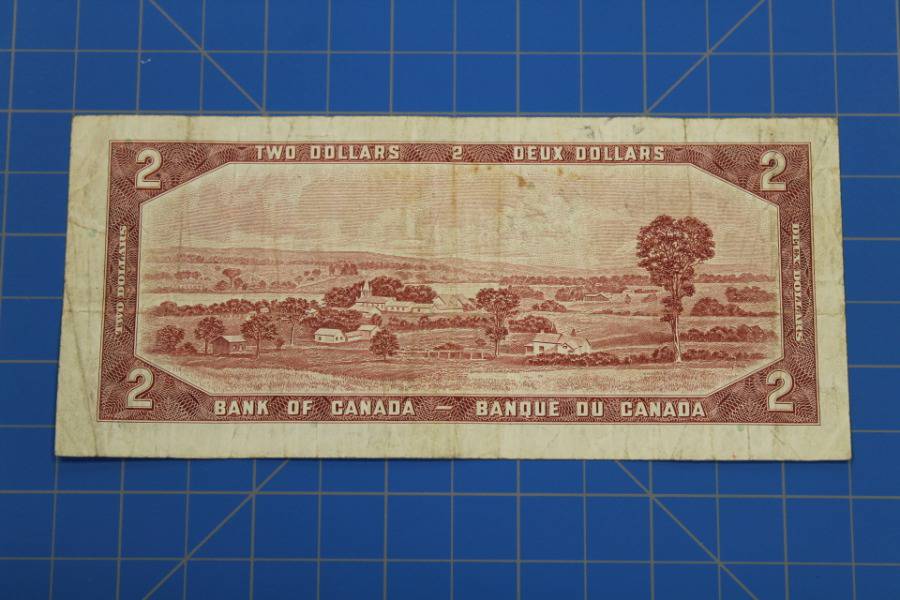 TWO DOLLARS 2 DEUX DOLLARS
2
2
TWO DOLLARS
DEUX DOLLARS
2
2
BANK OF CANADA — BANQUE DU CANADA